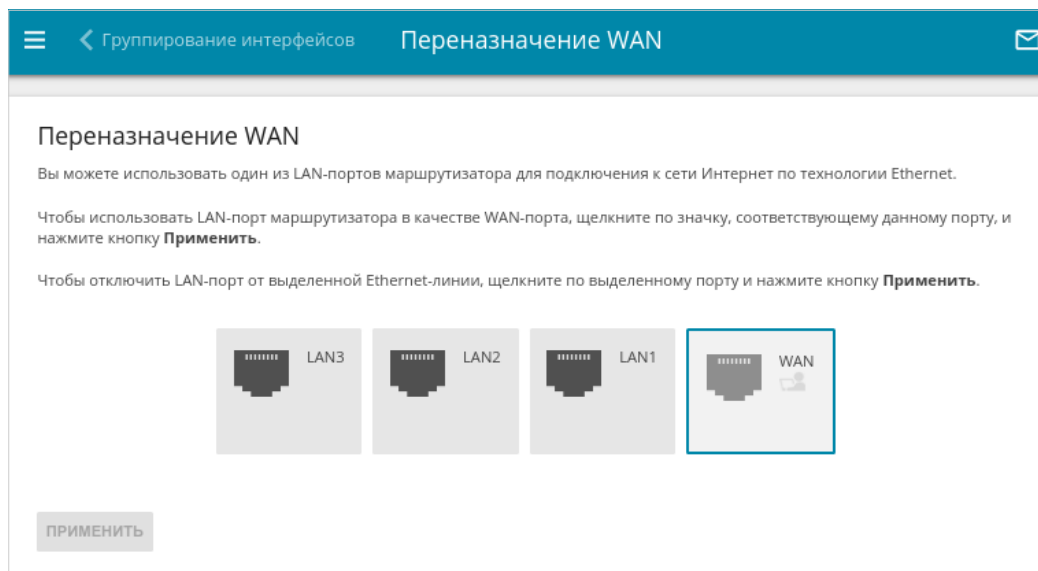 Группирование интерфейсов Переназначение WAN
Переназначение WAN
Вы можете использовать один из LAN-портов маршрутизатора для подключения к сети Интернет по технологии Ethernet.
Чтобы использовать LAN-порт маршрутизатора в качестве WAN-порта, щелкните по значку, соответствующему данному порту, и
нажмите кнопку Применить.
Чтобы отключить LAN-порт от выделенной Ethernet-линии, щелкните по выделенному порту и нажмите кнопку Применить.
LAN3 LAN2 LAN1 WAN
ПРИМЕНИТЬ